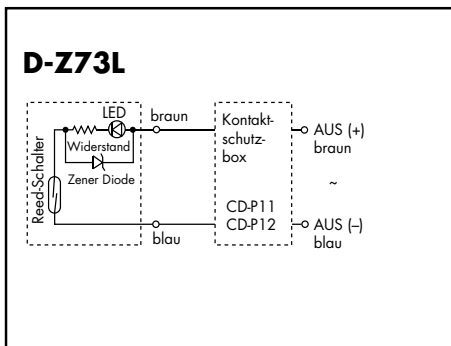 D-Z73L
LED
braun
Kontakt-
schutz-
box
AUS (+)
braun
Widerstand
Zener Diode
Reed-Schalter
~
CD-P11
CD-P12
AUS (–)
blau
blau